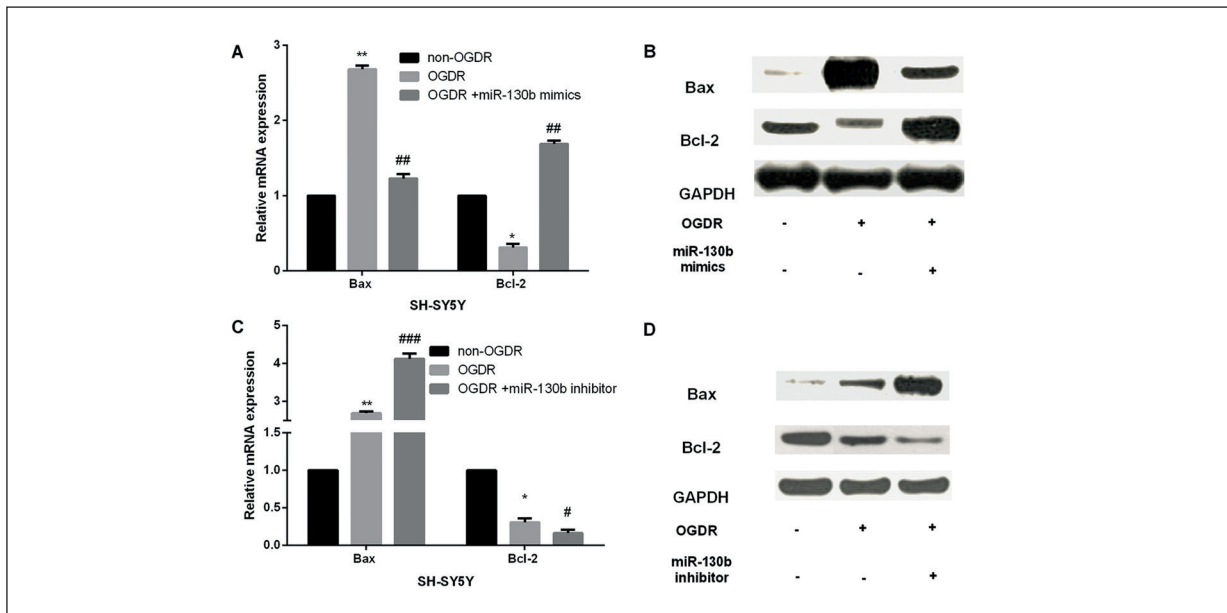 A
Relative mRNA expression
3
2
1
0
**
##
*
##
non-OGDR
OGDR
OGDR +miR-130b mimics
Bax
Bcl-2
SH-SY5Y
B
Bax
Bcl-2
GAPDH
OGDR - + +
miR-130b
mimics - - +
C
Relative mRNA expression
5
4
3
1.5
1.0
0.5
0.0
**
###
*
#
non-OGDR
OGDR
OGDR +miR-130b inhibitor
Bax
Bcl-2
SH-SY5Y
D
Bax
Bcl-2
GAPDH
OGDR - + +
miR-130b
inhibitor - - +